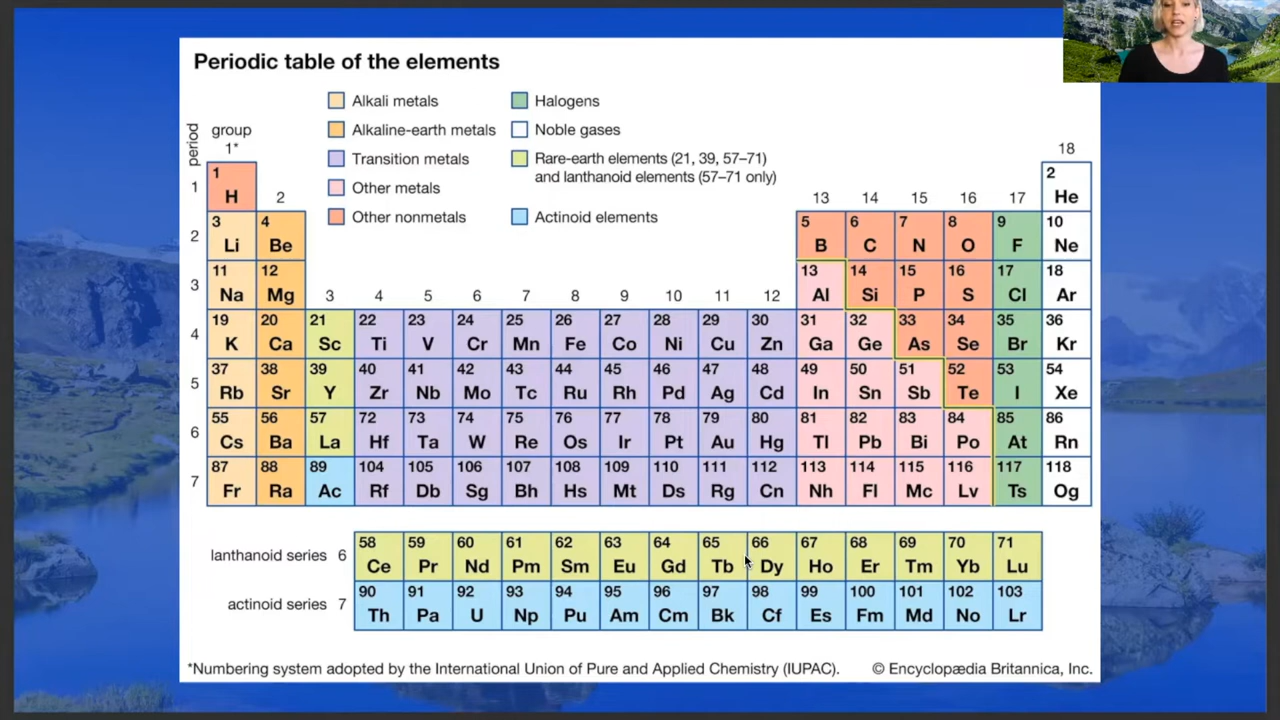 Periodic table of the elements
Alkali metals
Alkaline-earth metals
Transition metals
Other metals
Other nonmetals
Halogens
Noble gases
Rare-earth elements (21, 39, 57–71)
and lanthanoid elements (57–71 only)
Actinoid elements
period
group
1* 18
1 2
1 H He
2 13 14 15 16 17
3 4 5 6 7 8 9 10
2 Li Be B C N O F Ne
11 12 13 14 15 16 17 18
3 Na Mg Al Si P S Cl Ar
3 4 5 6 7 8 9 10 11 12
19 20 21 22 23 24 25 26 27 28 29 30 31 32 33 34 35 36
4 K Ca Sc Ti V Cr Mn Fe Co Ni Cu Zn Ga Ge As Se Br Kr
37 38 39 40 41 42 43 44 45 46 47 48 49 50 51 52 53 54
5 Rb Sr Y Zr Nb Mo Tc Ru Rh Pd Ag Cd In Sn Sb Te I Xe
55 56 57 72 73 74 75 76 77 78 79 80 81 82 83 84 85 86
6 Cs Ba La Hf Ta W Re Os Ir Pt Au Hg Tl Pb Bi Po At Rn
87 88 89 104 105 106 107 108 109 110 111 112 113 114 115 116 117 118
7 Fr Ra Ac Rf Db Sg Bh Hs Mt Ds Rg Cn Nh Fl Mc Lv Ts Og
58 59 60 61 62 63 64 65 66 67 68 69 70 71
lanthanoid series 6 Ce Pr Nd Pm Sm Eu Gd Tb Dy Ho Er Tm Yb Lu
90 91 92 93 94 95 96 97 98 99 100 101 102 103
actinoid series 7 Th Pa U Np Pu Am Cm Bk Cf Es Fm Md No Lr
*Numbering system adopted by the International Union of Pure and Applied Chemistry (IUPAC). © Encyclopædia Britannica, Inc.